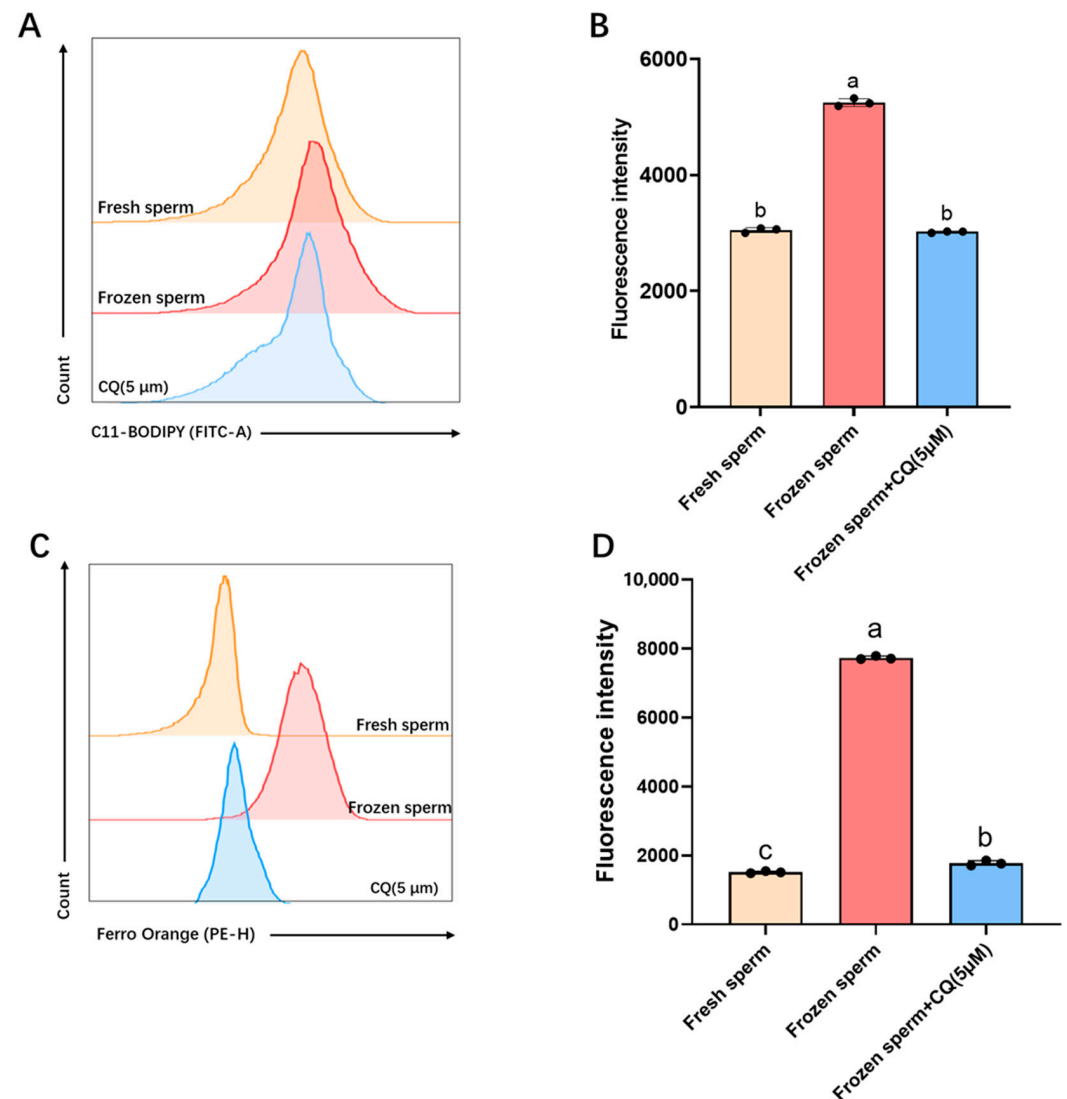 A
Fresh sperm
Frozen sperm
CQ(5 μm)
Count
C11-BODIPY (FITC-A)
B
6000
4000
2000
0
Fluorescence intensity
a
b
b
Fresh sperm
Frozen sperm
Frozen sperm+CQ(5μM)
C
Fresh sperm
Frozen sperm
CQ(5 μm)
Count
Ferro Orange (PE-H)
D
10,000
8000
6000
4000
2000
0
Fluorescence intensity
c
a
b
Fresh sperm
Frozen sperm
Frozen sperm+CQ(5μM)